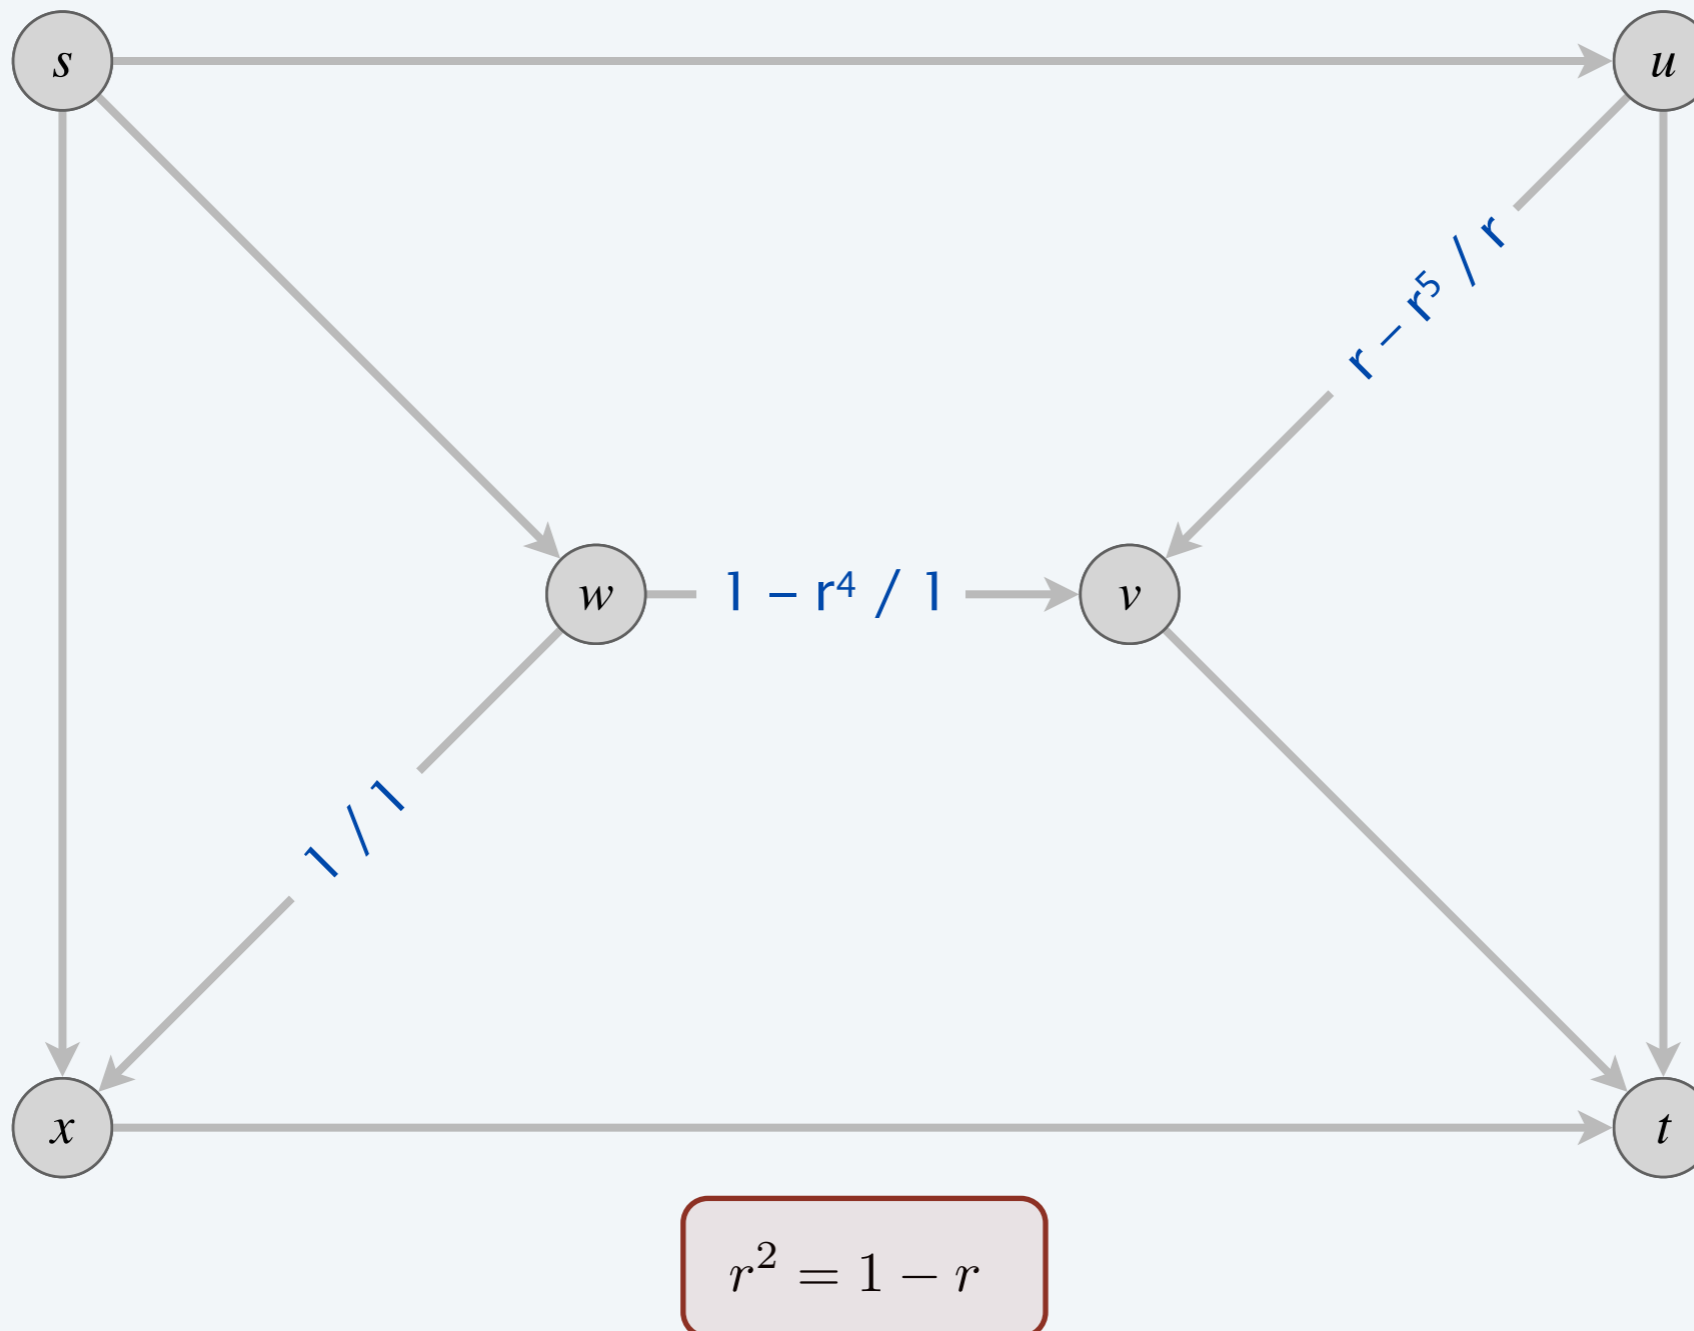 s
u
r – r⁵ / r
w
1 – r⁴ / 1
v
1 / 1
x
t
r² = 1 − r